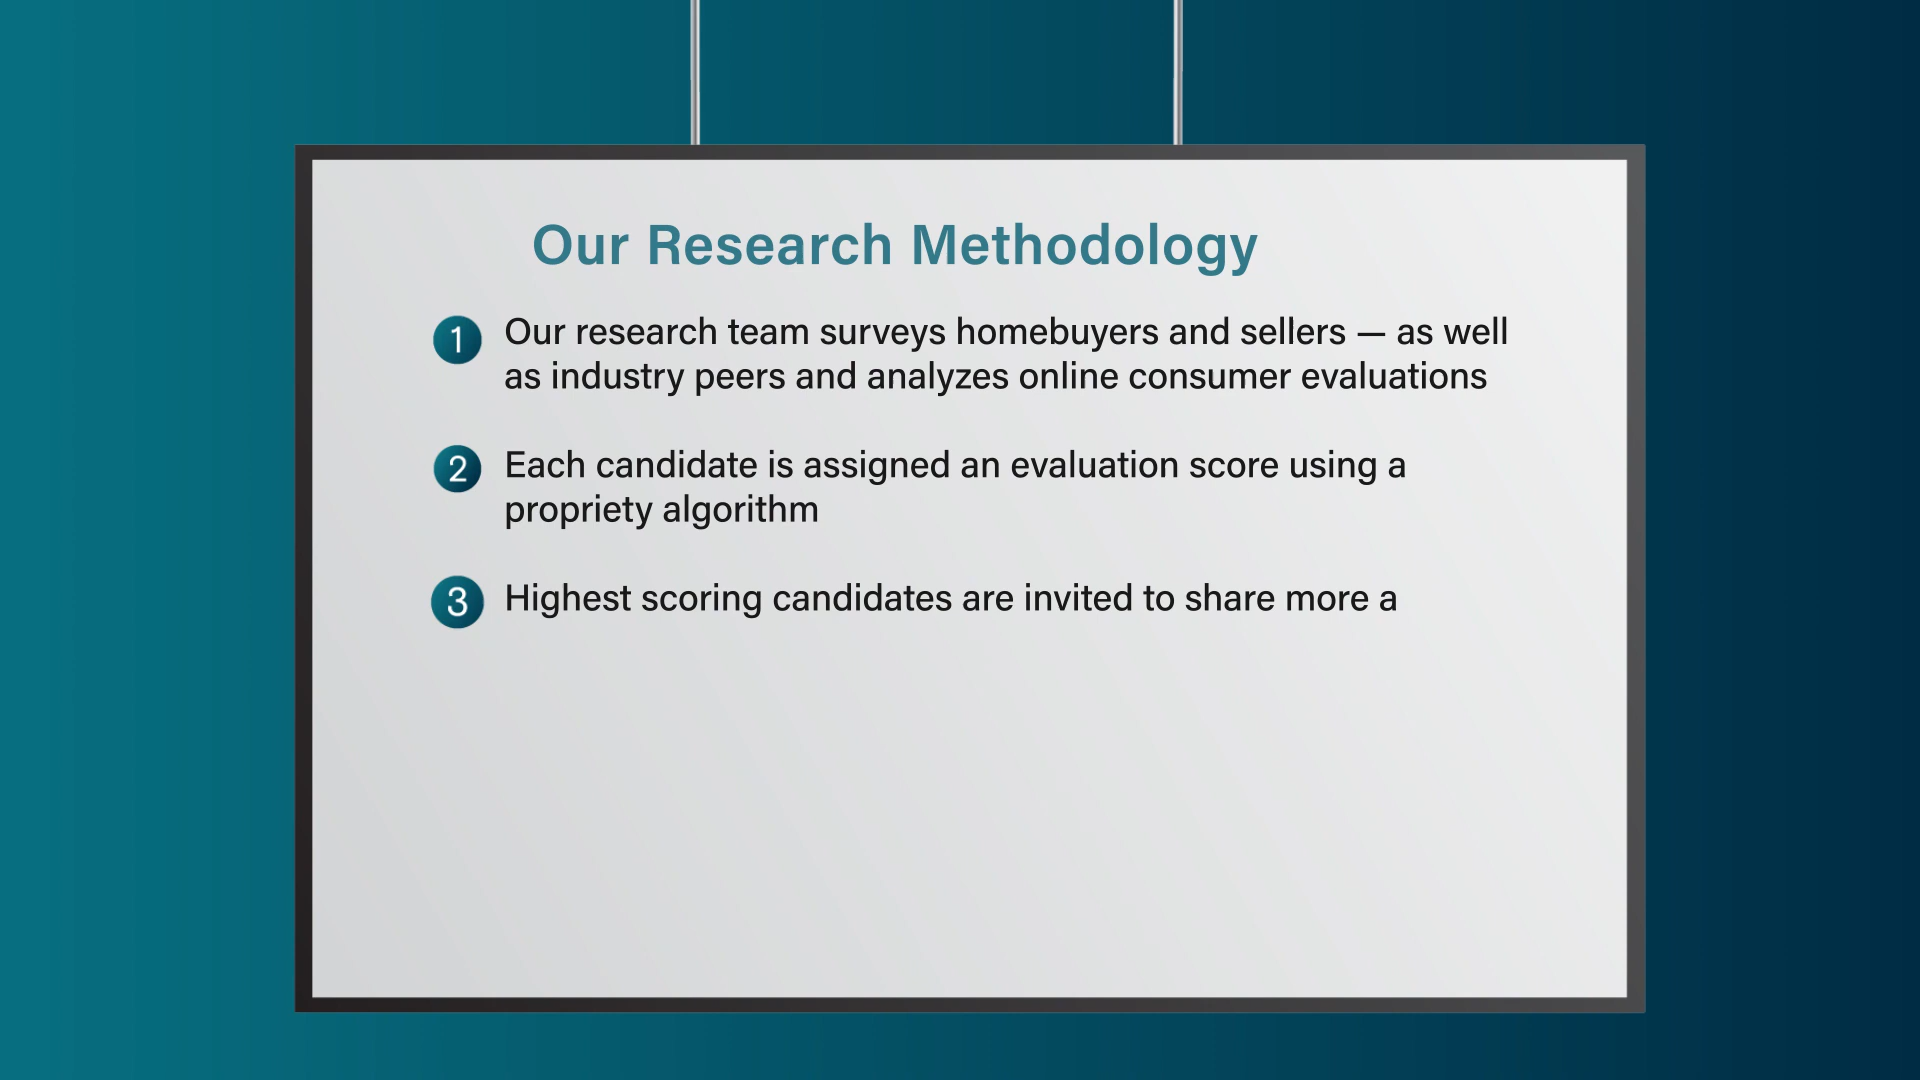 Our Research Methodology
1 Our research team surveys homebuyers and sellers — as well
as industry peers and analyzes online consumer evaluations
2 Each candidate is assigned an evaluation score using a
propriety algorithm
3 Highest scoring candidates are invited to share more a